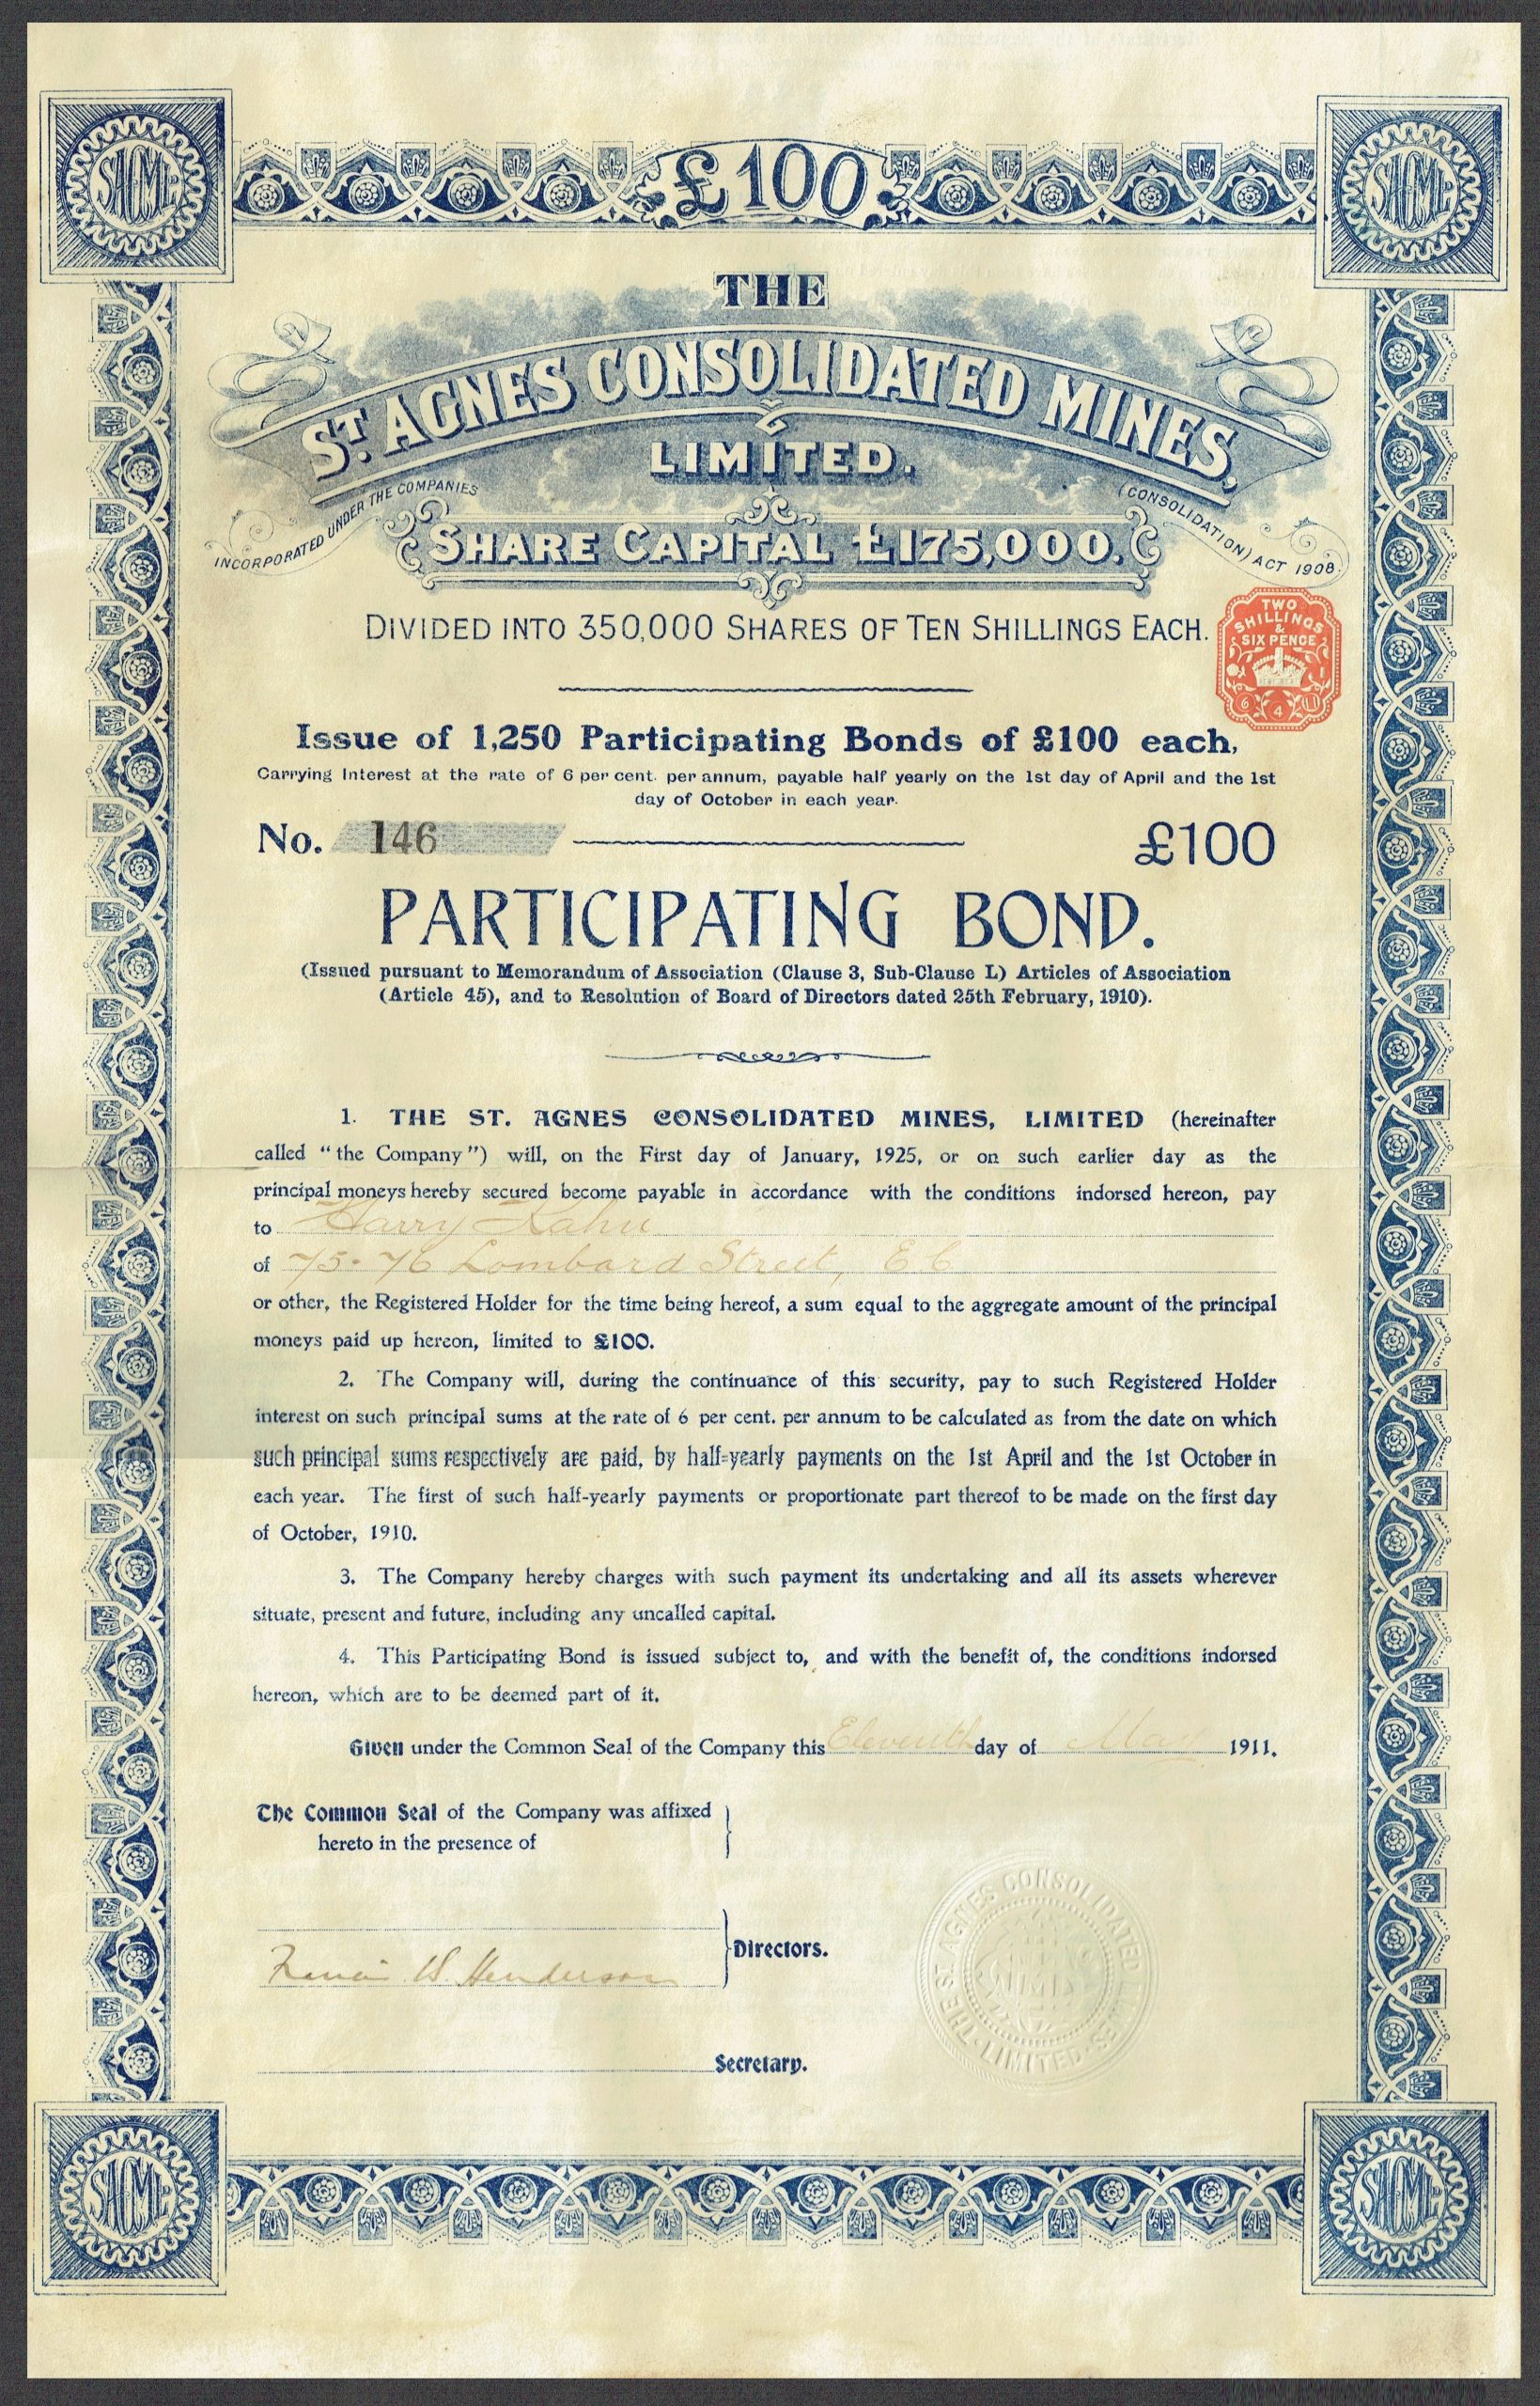 £100
THE
ST. AGNES CONSOLIDATED MINES,
LIMITED.
INCORPORATED UNDER THE COMPANIES (CONSOLIDATION) ACT 1908.
SHARE CAPITAL £175,000.
DIVIDED INTO 350,000 SHARES OF TEN SHILLINGS EACH.
TWO
SHILLINGS
&
SIX PENCE
6 4 11
Issue of 1,250 Participating Bonds of £100 each,
Carrying Interest at the rate of 6 per cent. per annum, payable half yearly on the 1st day of April and the 1st
day of October in each year.
No. 146 £100
PARTICIPATING BOND.
(Issued pursuant to Memorandum of Association (Clause 3, Sub-Clause L) Articles of Association
(Article 45), and to Resolution of Board of Directors dated 25th February, 1910).
1. THE ST. AGNES CONSOLIDATED MINES, LIMITED (hereinafter
called "the Company") will, on the First day of January, 1925, or on such earlier day as the
principal moneys hereby secured become payable in accordance with the conditions indorsed hereon, pay
to Harry Kahn
of 75-76 Lombard Street, E C
or other, the Registered Holder for the time being hereof, a sum equal to the aggregate amount of the principal
moneys paid up hereon, limited to £100.
2. The Company will, during the continuance of this security, pay to such Registered Holder
interest on such principal sums at the rate of 6 per cent. per annum to be calculated as from the date on which
such principal sums respectively are paid, by half-yearly payments on the 1st April and the 1st October in
each year. The first of such half-yearly payments or proportionate part thereof to be made on the first day
of October, 1910.
3. The Company hereby charges with such payment its undertaking and all its assets wherever
situate, present and future, including any uncalled capital.
4. This Participating Bond is issued subject to, and with the benefit of, the conditions indorsed
hereon, which are to be deemed part of it.
Given under the Common Seal of the Company this Eleventh day of May 1911.
The Common Seal of the Company was affixed
hereto in the presence of
Francis W. Henderson
Directors.
Secretary.
THE ST. AGNES CONSOLIDATED MINES LIMITED